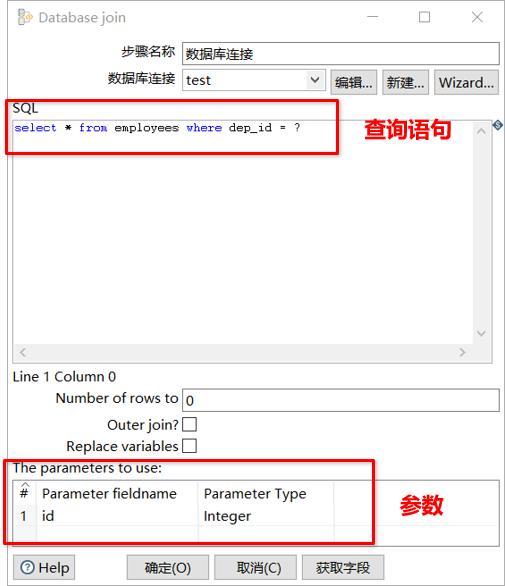 Database join
步骤名称 数据库连接
数据库连接 test 编辑... 新建... Wizard...
SQL
select * from employees where dep_id = ?
查询语句
Line 1 Column 0
Number of rows to 0
Outer join?
Replace variables
The parameters to use:
# Parameter fieldname Parameter Type
1 id Integer
参数
Help 确定(O) 取消(C) 获取字段